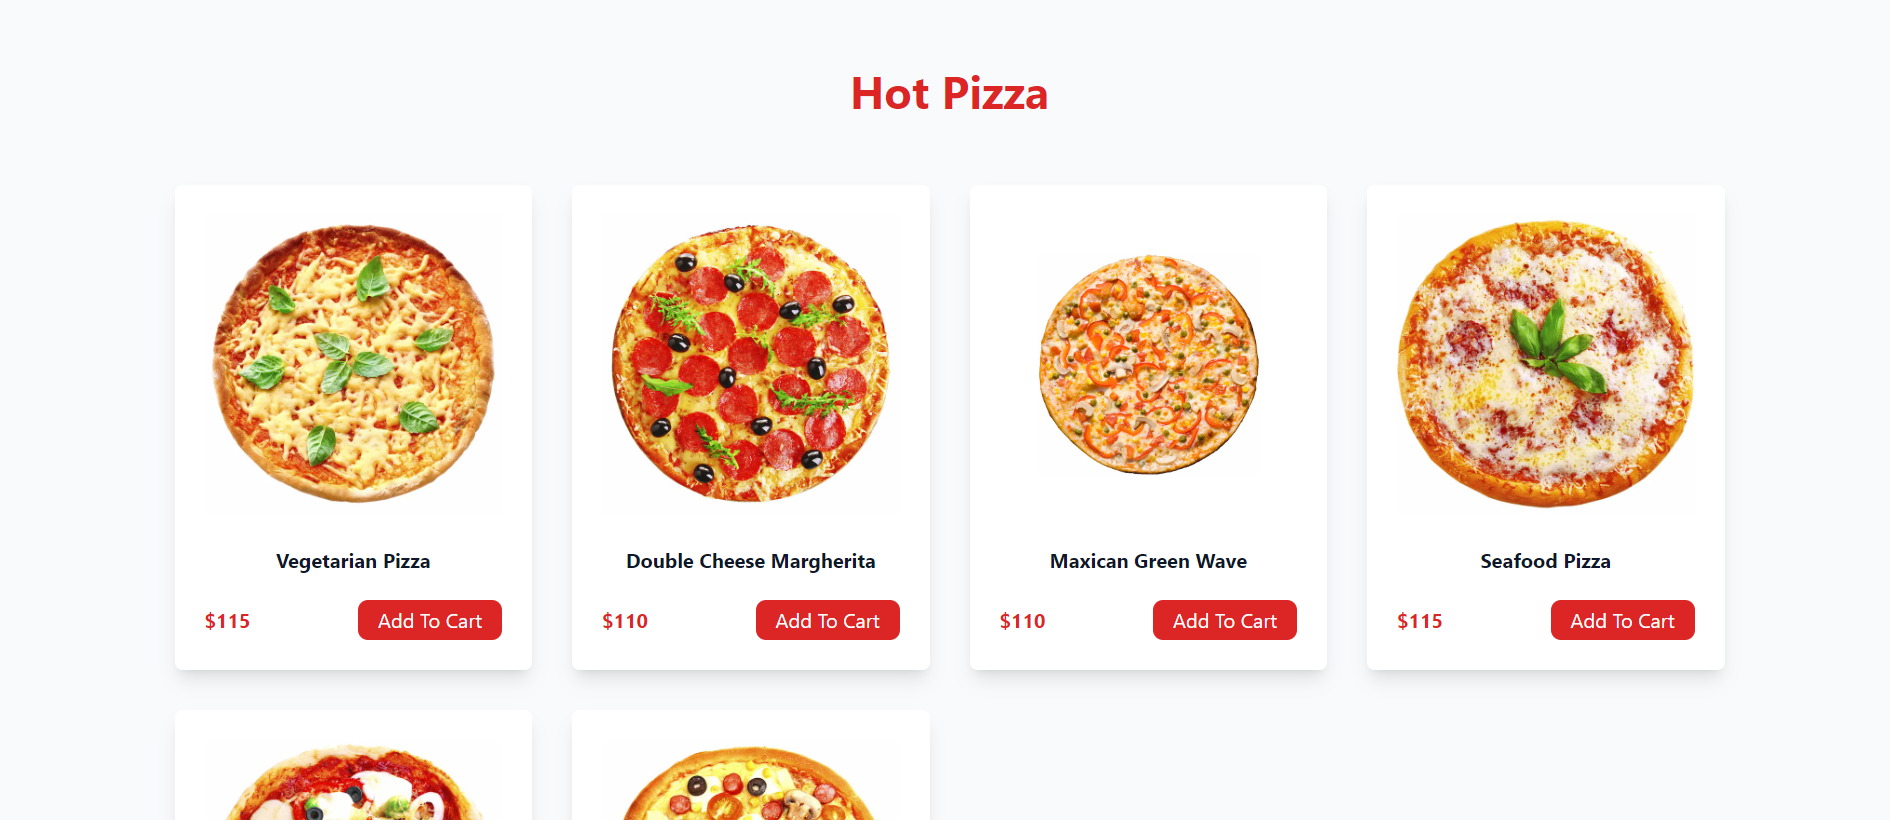 Hot Pizza
Vegetarian Pizza
$115
Add To Cart
Double Cheese Margherita
$110
Add To Cart
Maxican Green Wave
$110
Add To Cart
Seafood Pizza
$115
Add To Cart